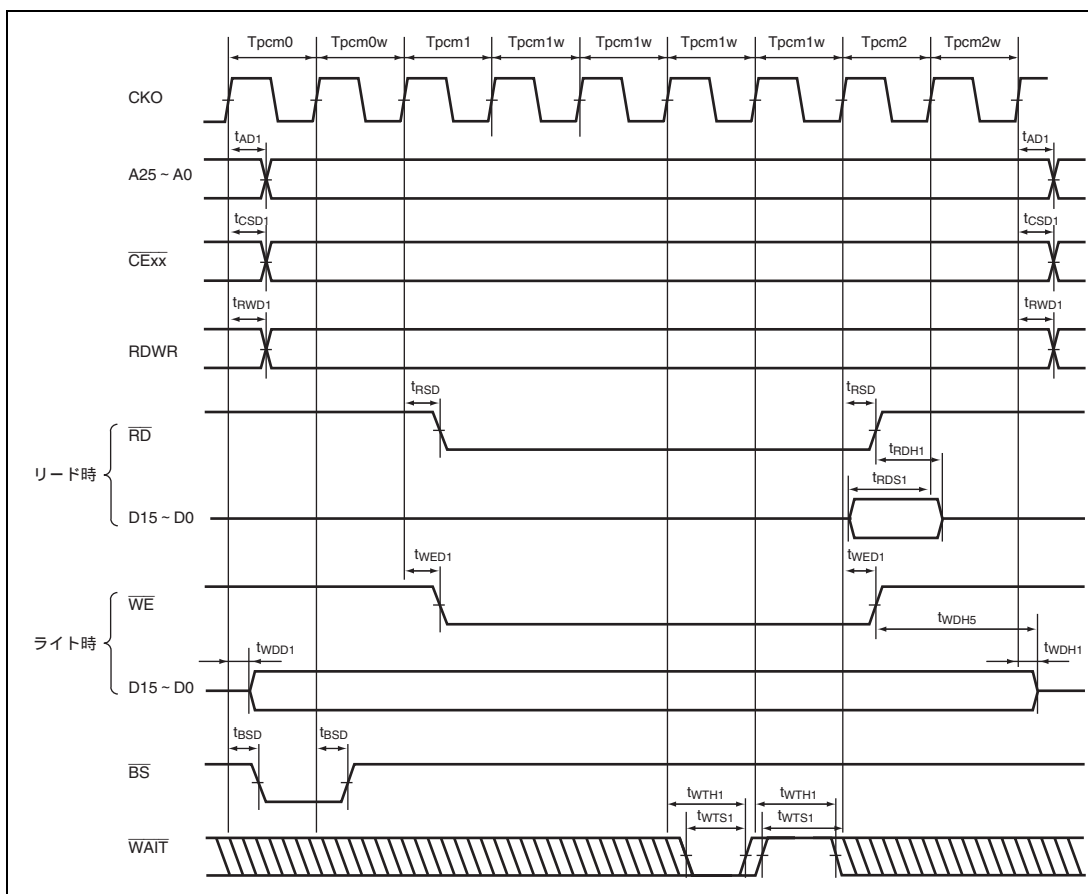 Tpcm0 Tpcm0w Tpcm1 Tpcm1w Tpcm1w Tpcm1w Tpcm1w Tpcm2 Tpcm2w
CKO
tAD1 tAD1
A25 ~ A0
tCSD1 tCSD1
CExx
tRWD1 tRWD1
RDWR
tRSD tRSD
RD
tRDH1
リード時
tRDS1
D15 ~ D0
tWED1 tWED1
WE
tWDH5
ライト時
tWDD1 tWDH1
D15 ~ D0
tBSD tBSD
BS
tWTH1 tWTH1
tWTS1 tWTS1
WAIT